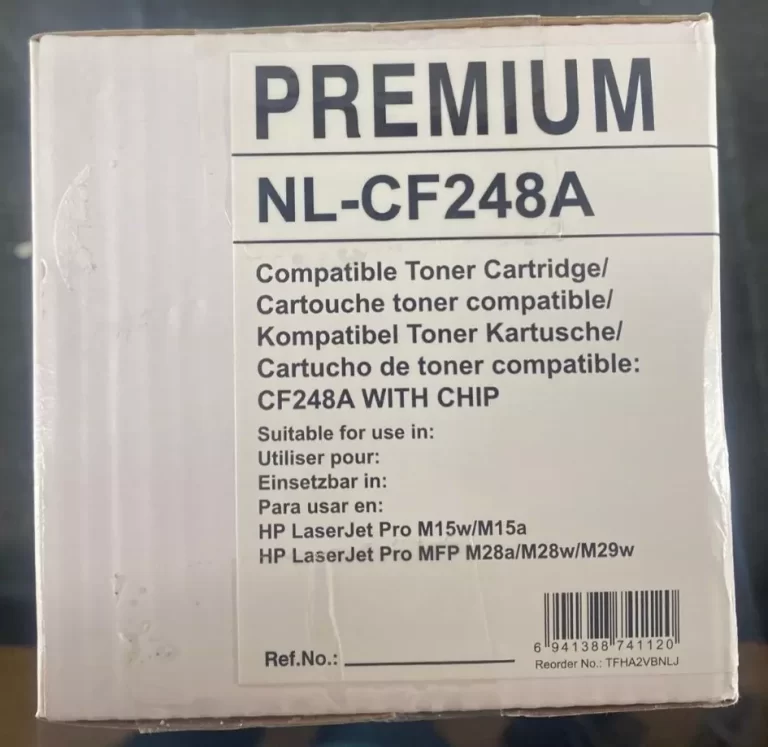 PREMIUM
NL-CF248A
Compatible Toner Cartridge/
Cartouche toner compatible/
Kompatibel Toner Kartusche/
Cartucho de toner compatible:
CF248A WITH CHIP
Suitable for use in:
Utiliser pour:
Einsetzbar in:
Para usar en:
HP LaserJet Pro M15w/M15a
HP LaserJet Pro MFP M28a/M28w/M29w
6 941388 741120
Ref.No.:
Reorder No.: TFHA2VBNLJ